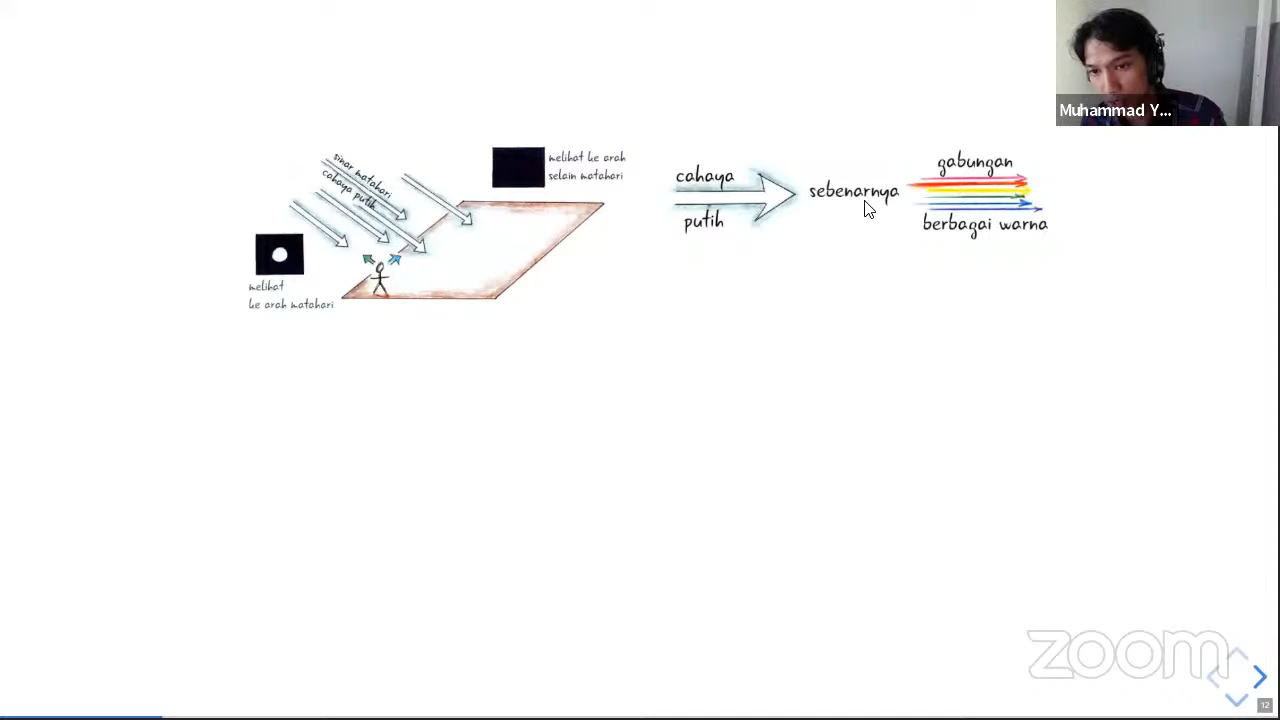 Muhammad Y...
sinar matahari
cahaya putih
melihat ke arah
selain matahari
melihat
ke arah matahari
cahaya
putih
sebenarnya
gabungan
berbagai warna
zoom
12